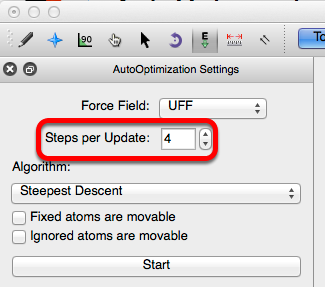 90
E
To
AutoOptimization Settings
Force Field: UFF
Steps per Update: 4
Algorithm:
Steepest Descent
Fixed atoms are movable
Ignored atoms are movable
Start